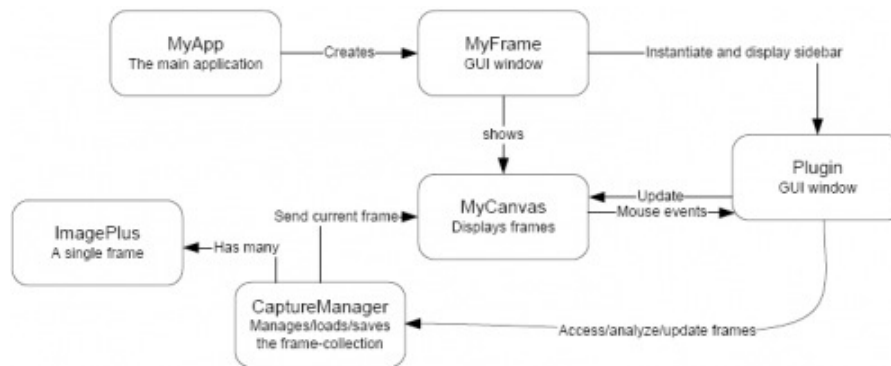 MyApp
The main application
Creates
MyFrame
GUI window
Instantiate and display sidebar
shows
Plugin
GUI window
MyCanvas
Displays frames
Update
Mouse events
Send current frame
ImagePlus
A single frame
Has many
CaptureManager
Manages/loads/saves
the frame-collection
Access/analyze/update frames